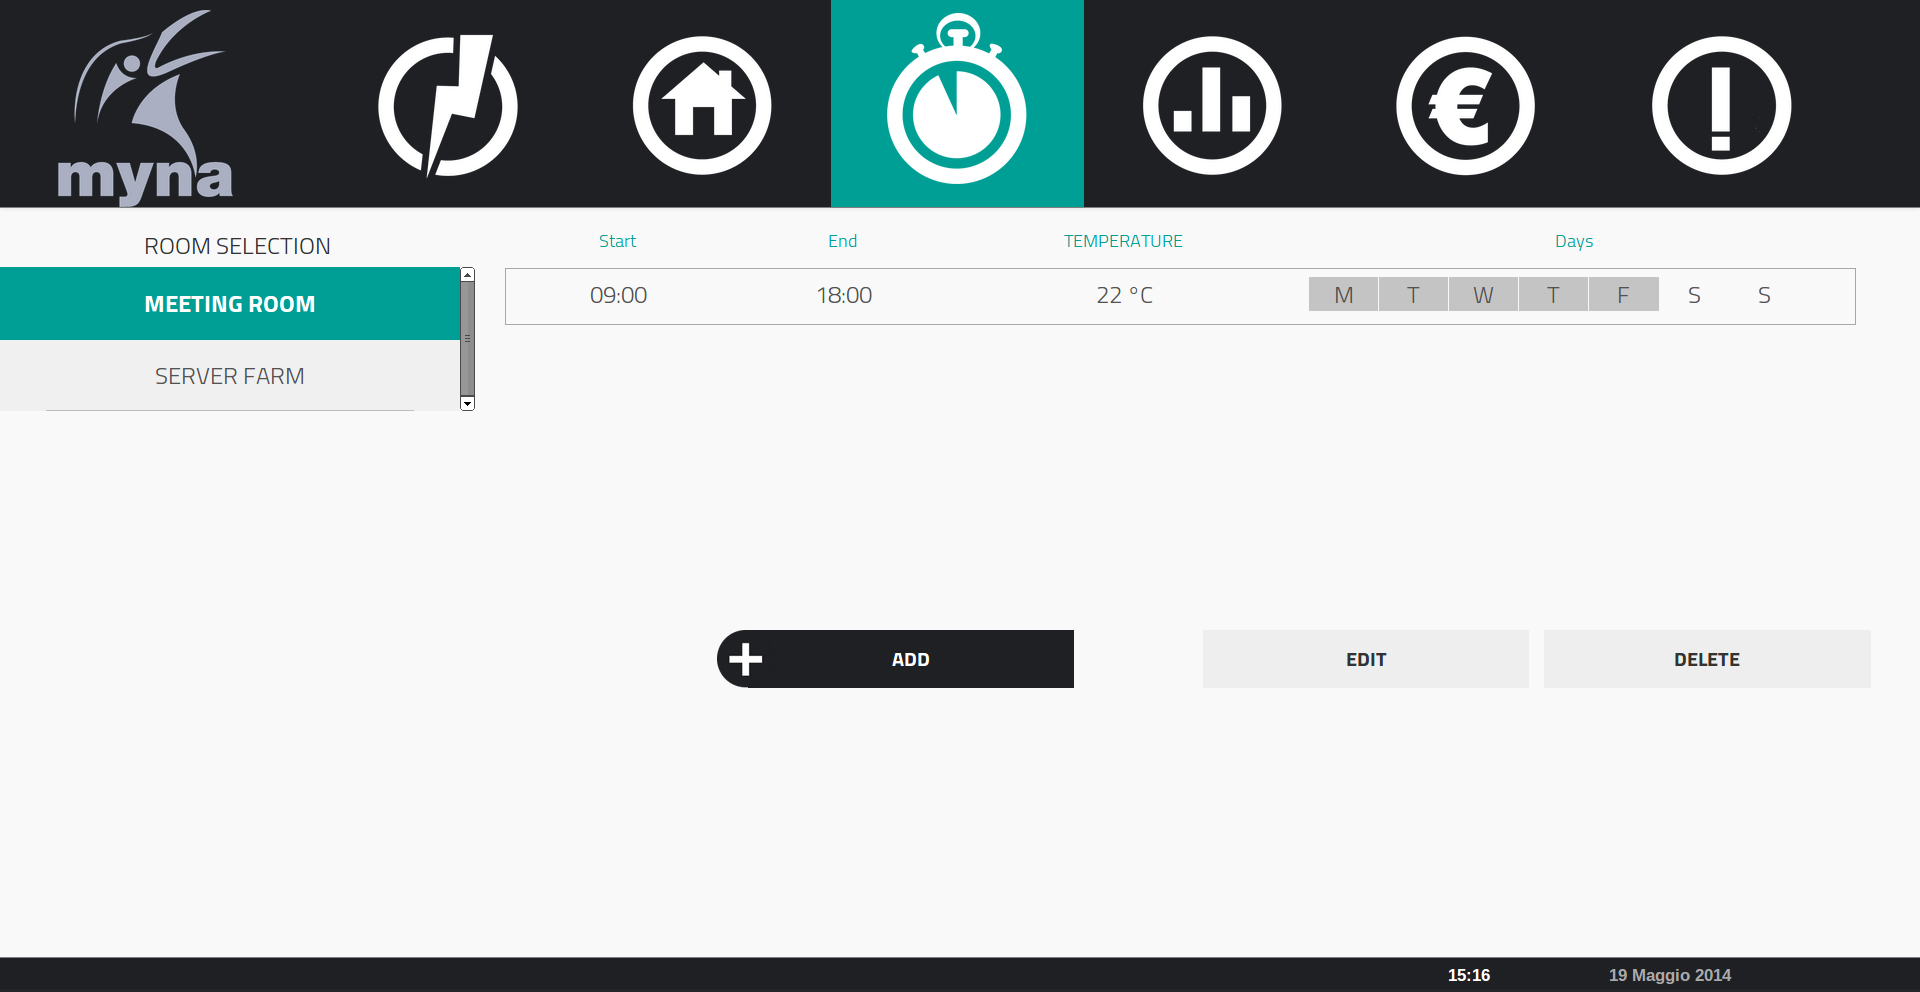 myna
ROOM SELECTION
MEETING ROOM
SERVER FARM
Start End TEMPERATURE Days
09:00 18:00 22 °C M T W T F S S
ADD EDIT DELETE
15:16 19 Maggio 2014